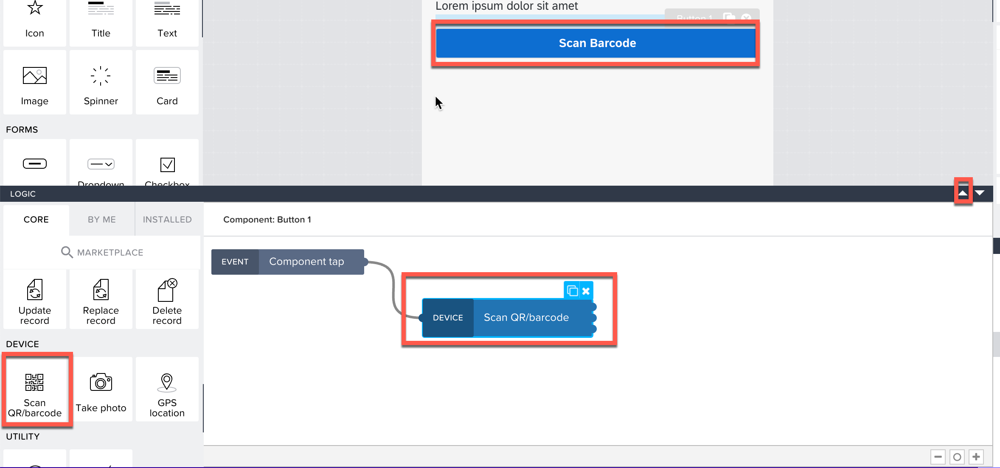 Lorem ipsum dolor sit amet
Button 1
Scan Barcode
Icon
Title
Text
Image
Spinner
Card
FORMS
Dropdown
Checkbox
LOGIC
CORE
BY ME
INSTALLED
MARKETPLACE
Component: Button 1
EVENT
Component tap
DEVICE
Scan QR/barcode
Update
record
Replace
record
Delete
record
DEVICE
Scan
QR/barcode
Take photo
GPS
location
UTILITY